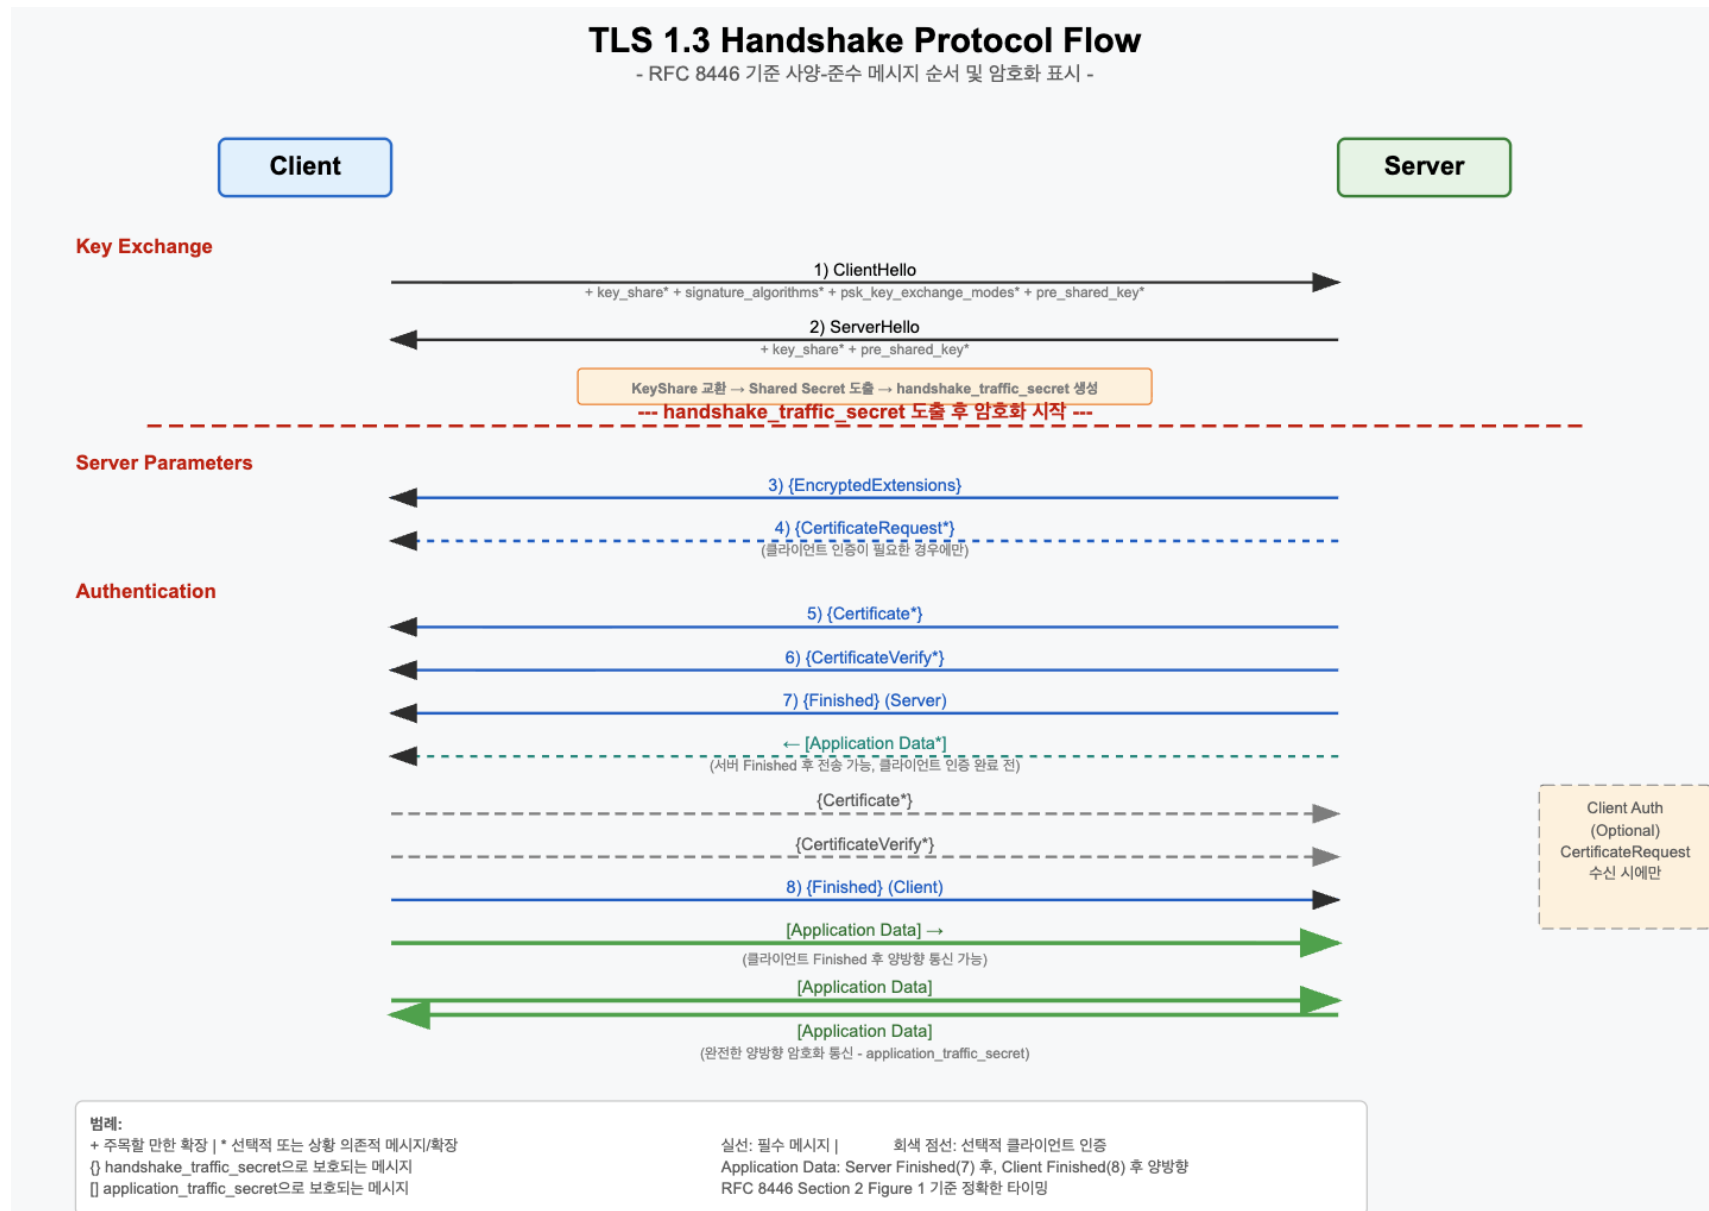 TLS 1.3 Handshake Protocol Flow
- RFC 8446 기준 사양-준수 메시지 순서 및 암호화 표시 -
Client
Server
Key Exchange
1) ClientHello
+ key_share* + signature_algorithms* + psk_key_exchange_modes* + pre_shared_key*
2) ServerHello
+ key_share* + pre_shared_key*
KeyShare 교환 → Shared Secret 도출 → handshake_traffic_secret 생성
--- handshake_traffic_secret 도출 후 암호화 시작 ---
Server Parameters
3) {EncryptedExtensions}
4) {CertificateRequest*}
(클라이언트 인증이 필요한 경우에만)
Authentication
5) {Certificate*}
6) {CertificateVerify*}
7) {Finished} (Server)
← [Application Data*]
(서버 Finished 후 전송 가능, 클라이언트 인증 완료 전)
{Certificate*}
{CertificateVerify*}
Client Auth
(Optional)
CertificateRequest
수신 시에만
8) {Finished} (Client)
[Application Data] →
(클라이언트 Finished 후 양방향 통신 가능)
[Application Data]
[Application Data]
(완전한 양방향 암호화 통신 - application_traffic_secret)
범례:
+ 주목할 만한 확장 | * 선택적 또는 상황 의존적 메시지/확장
{} handshake_traffic_secret으로 보호되는 메시지
[] application_traffic_secret으로 보호되는 메시지
실선: 필수 메시지 | 회색 점선: 선택적 클라이언트 인증
Application Data: Server Finished(7) 후, Client Finished(8) 후 양방향
RFC 8446 Section 2 Figure 1 기준 정확한 타이밍